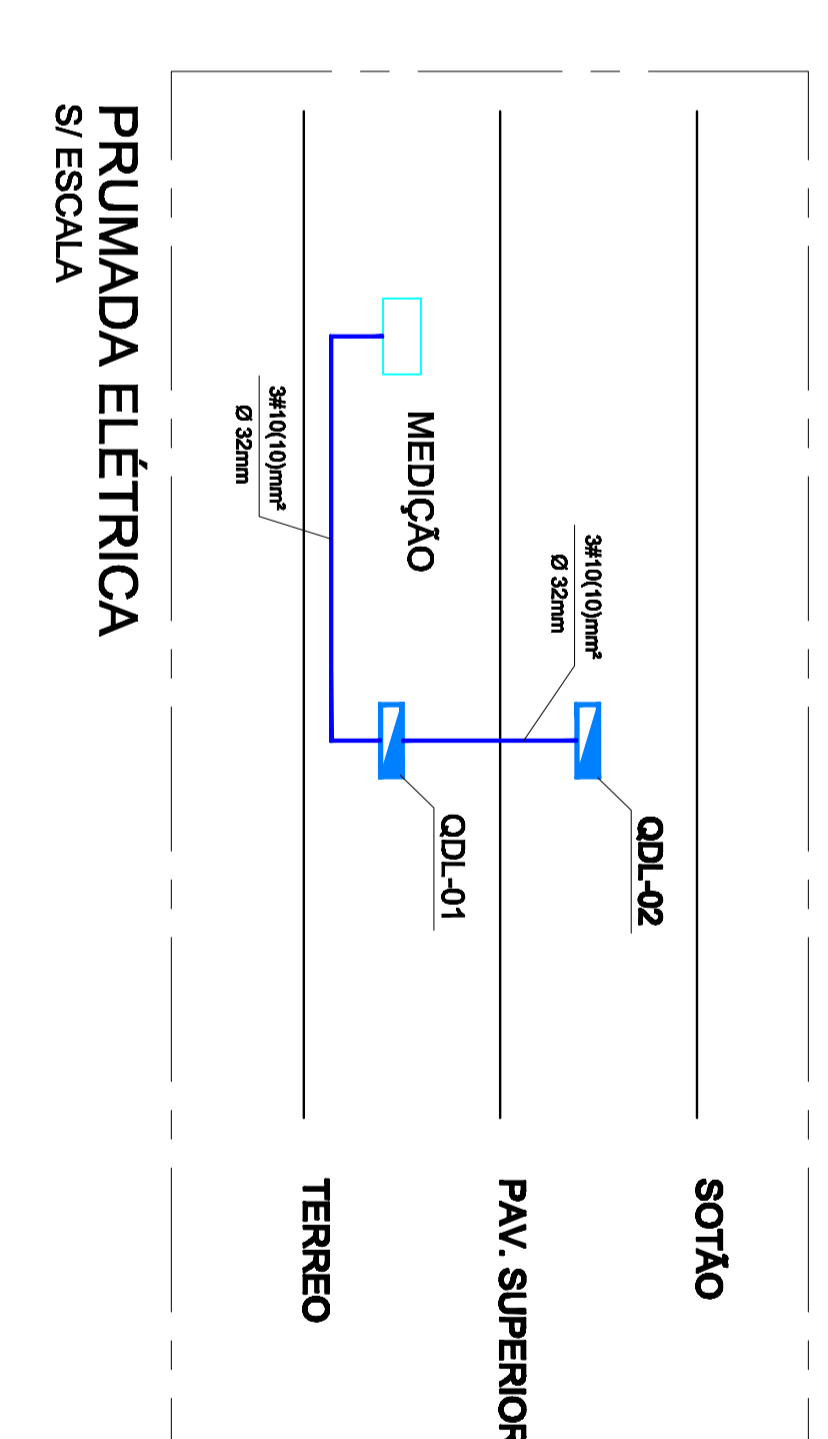 SOTÃO
QDL-02
3#10(10)mm²
Ø 32mm
PAV. SUPERIOR
MEDIÇÃO
QDL-01
3#10(10)mm²
Ø 32mm
TERREO
PRUMADA ELÉTRICA
S/ ESCALA